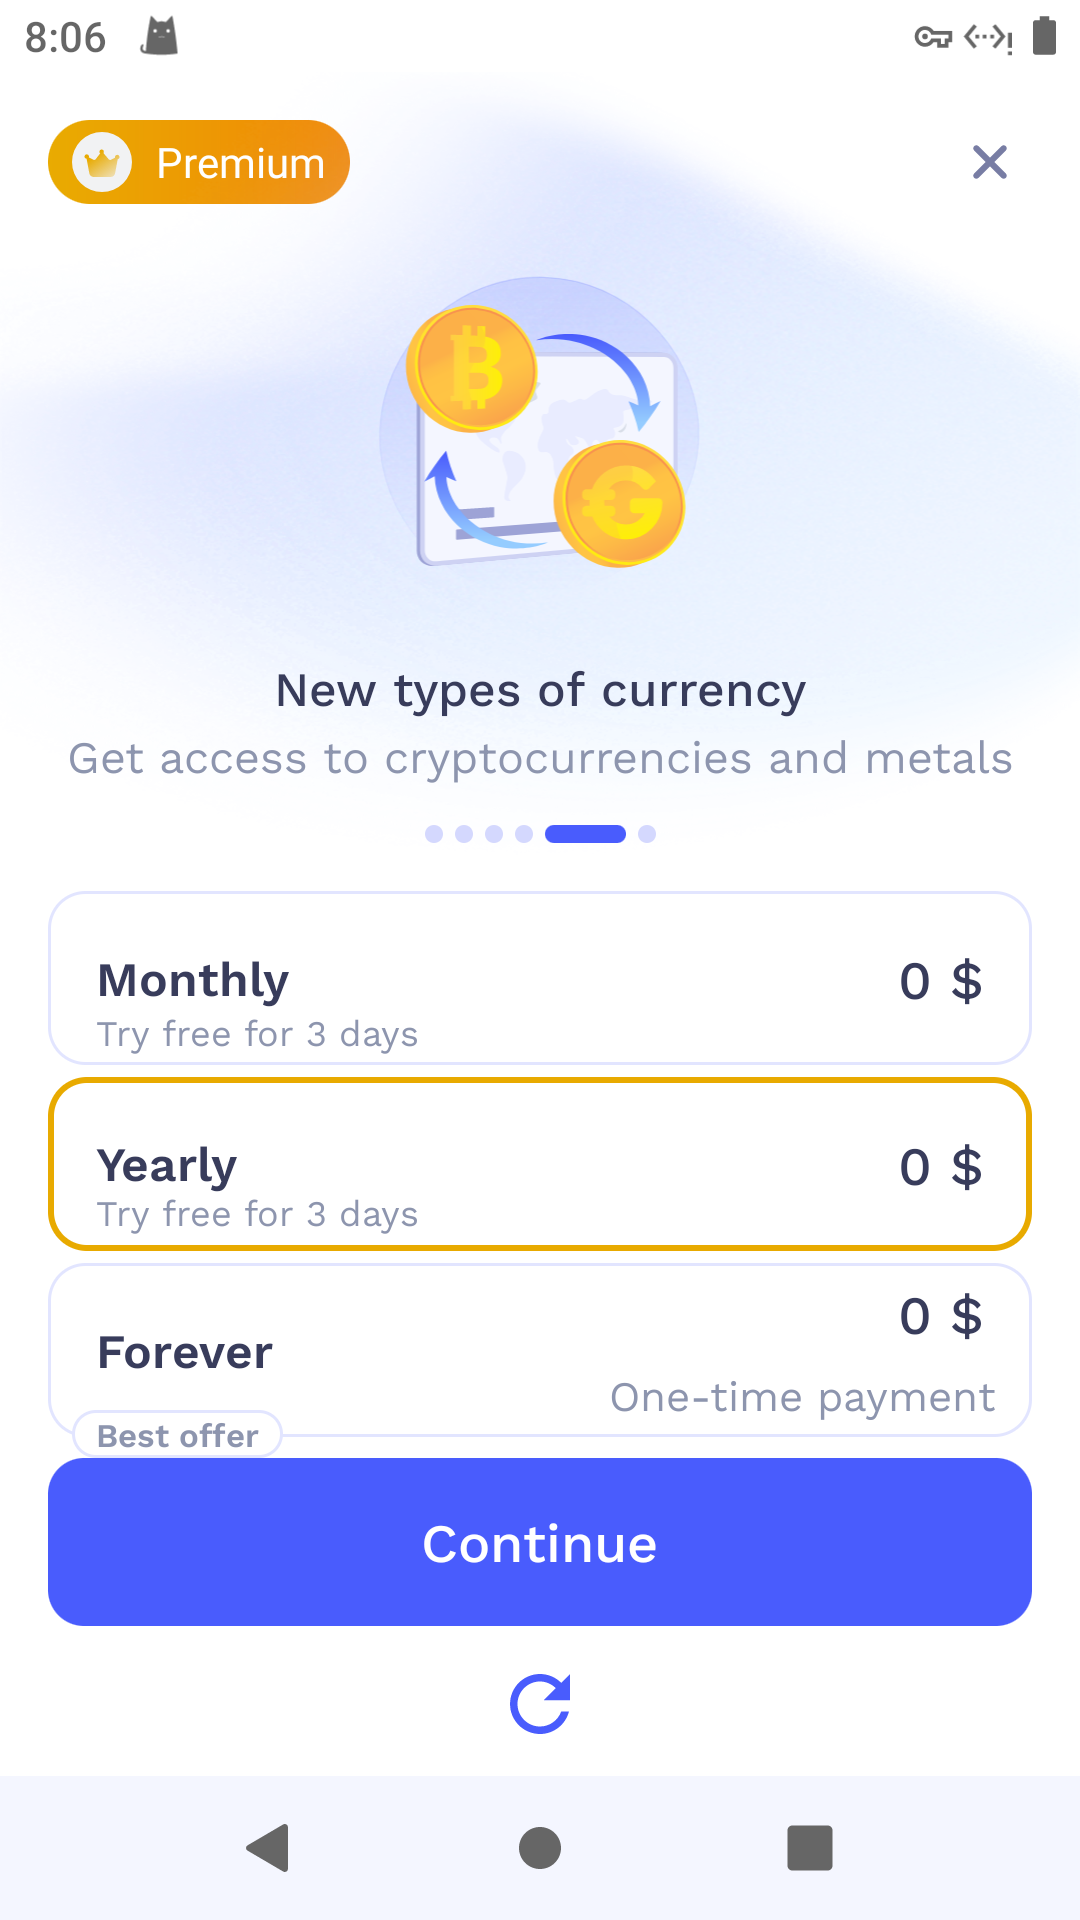 8:06
Premium
New types of currency
Get access to cryptocurrencies and metals
Monthly
0 $
Try free for 3 days
Yearly
0 $
Try free for 3 days
0 $
Forever
One-time payment
Best offer
Continue